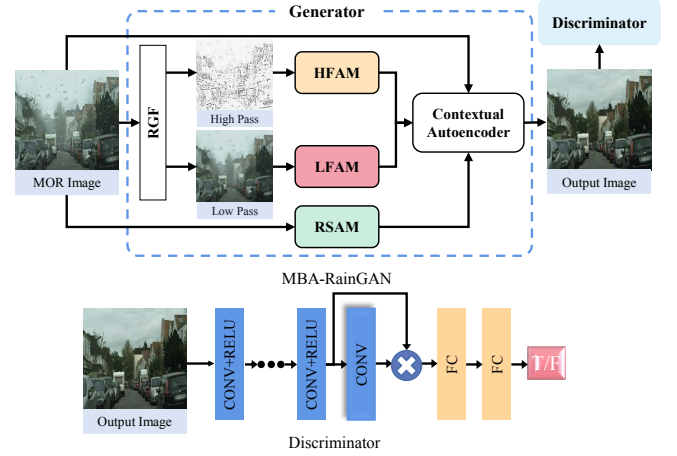 Generator
Discriminator
RGF
High Pass
HFAM
MOR Image
Low Pass
LFAM
RSAM
Contextual
Autoencoder
Output Image
MBA-RainGAN
Output Image
CONV+RELU
CONV+RELU
CONV
FC
FC
T/F
Discriminator